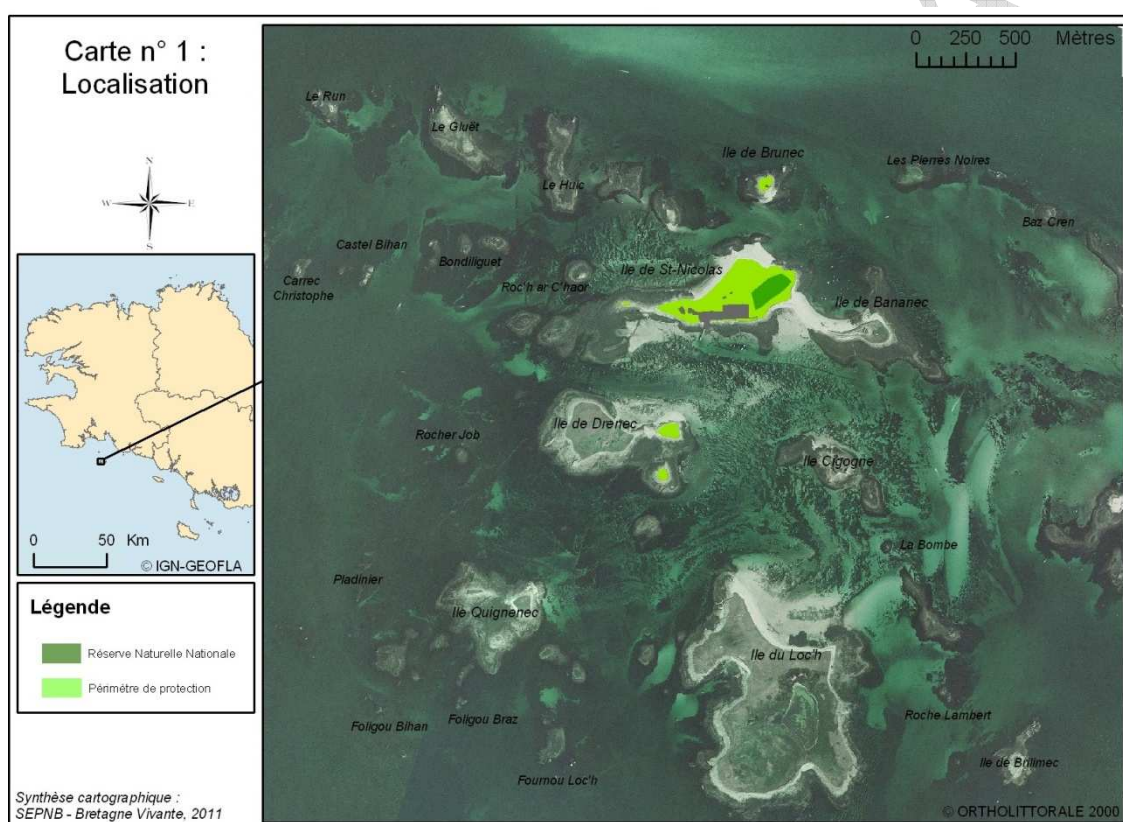 Carte n° 1 :
Localisation
N
W
E
S
0 50 Km
© IGN-GEOFLA
Légende
Réserve Naturelle Nationale
Périmètre de protection
Synthèse cartographique :
SEPNB - Bretagne Vivante, 2011
0 250 500 Mètres
Le Run
Le Gluët
Le Huic
Ile de Brunec
Les Pierres Noires
Baz Cren
Castel Bihan
Bondiliguet
Carrec
Christophe
Roc'h ar C'haor
Ile de St-Nicolas
Ile de Bananec
Ile de Drenec
Rocher Job
Ile Cigogne
La Bombe
Pladinier
Ile Quignenec
Ile du Loc'h
Foligou Bihan
Foligou Braz
Fournou Loc'h
Roche Lambert
Ile de Brilimec
© ORTHOLITTORALE 2000